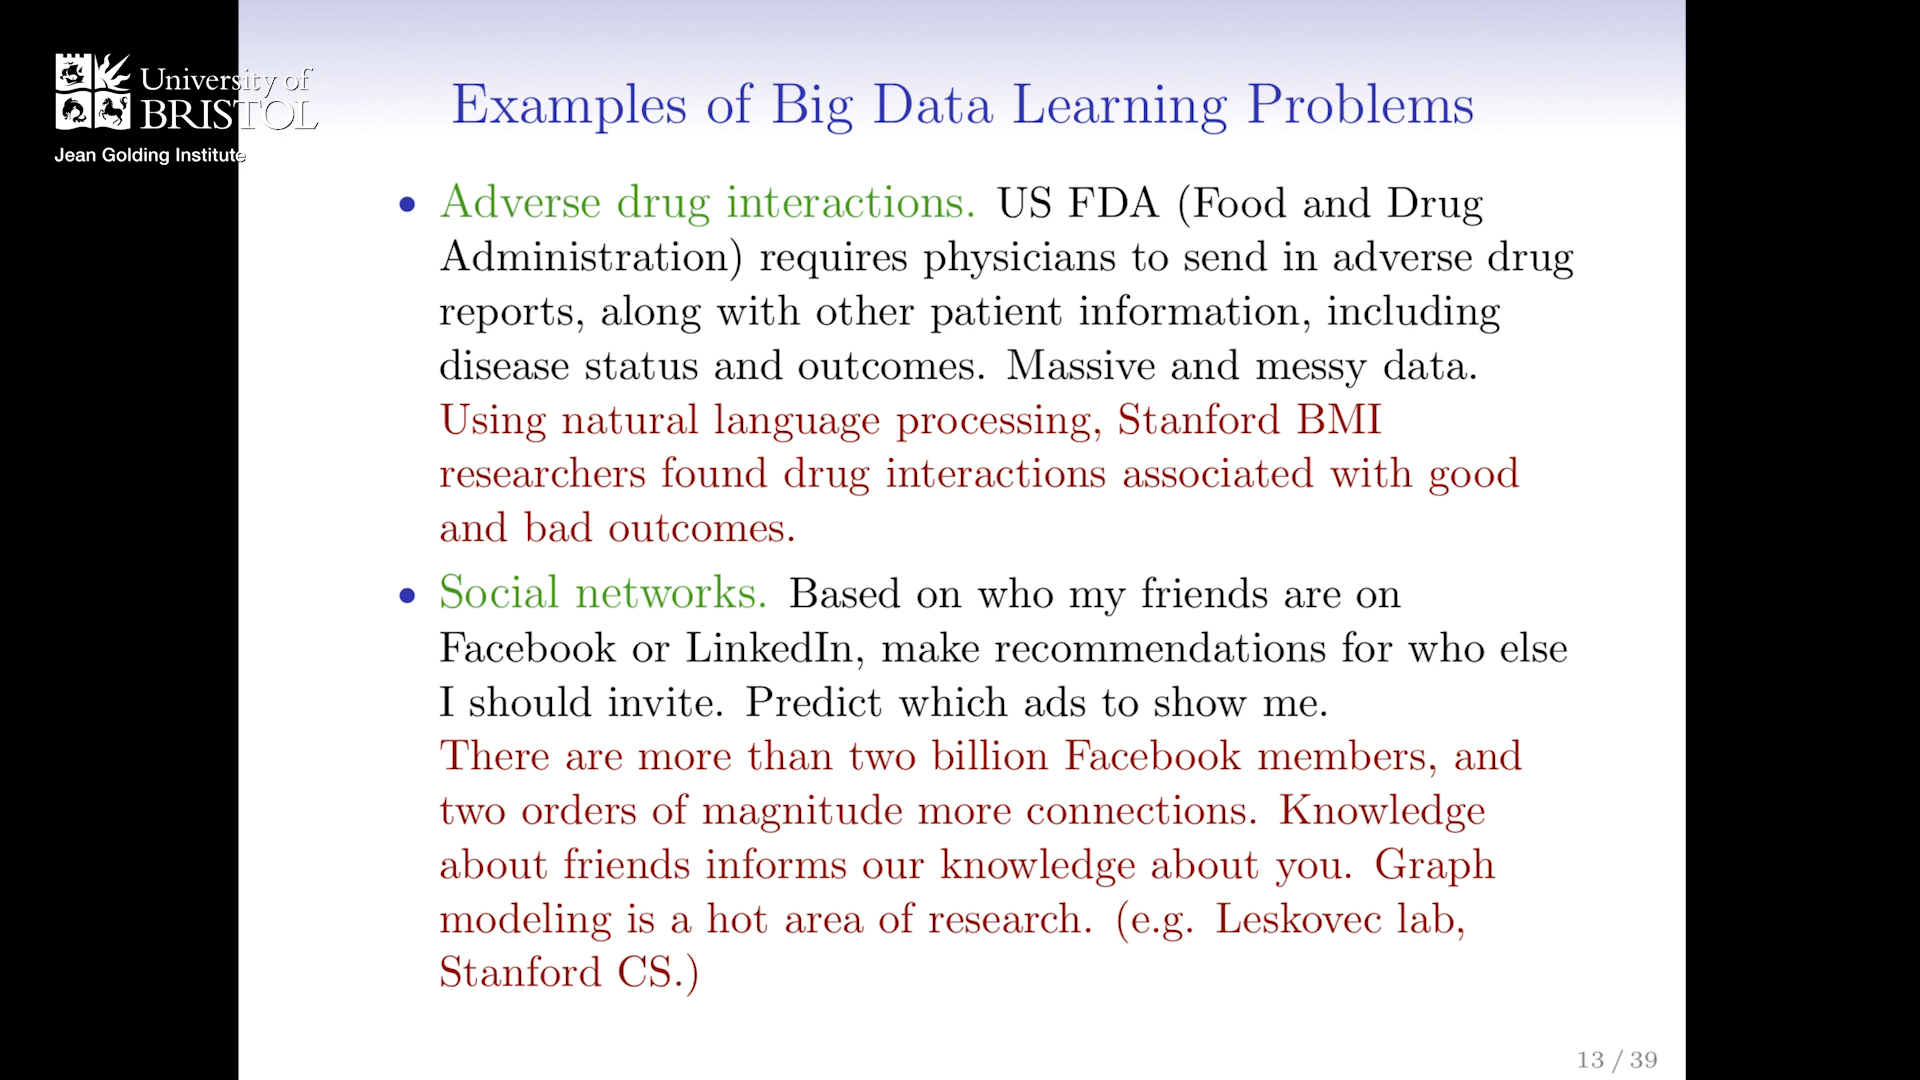 University of
BRISTOL
Jean Golding Institute
Examples of Big Data Learning Problems
• Adverse drug interactions. US FDA (Food and Drug
Administration) requires physicians to send in adverse drug
reports, along with other patient information, including
disease status and outcomes. Massive and messy data.
Using natural language processing, Stanford BMI
researchers found drug interactions associated with good
and bad outcomes.
• Social networks. Based on who my friends are on
Facebook or LinkedIn, make recommendations for who else
I should invite. Predict which ads to show me.
There are more than two billion Facebook members, and
two orders of magnitude more connections. Knowledge
about friends informs our knowledge about you. Graph
modeling is a hot area of research. (e.g. Leskovec lab,
Stanford CS.)
13 / 39